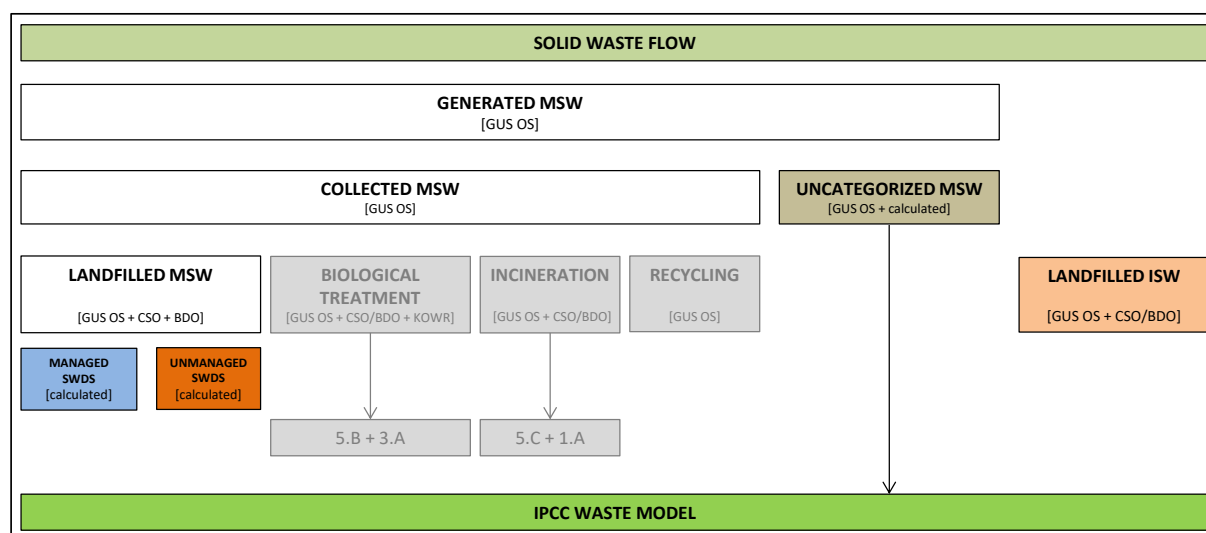 SOLID WASTE FLOW
GENERATED MSW
[GUS OS]
COLLECTED MSW
[GUS OS]
UNCATEGORIZED MSW
[GUS OS + calculated]
LANDFILLED MSW
[GUS OS + CSO + BDO]
BIOLOGICAL
TREATMENT
[GUS OS + CSO/BDO + KOWR]
INCINERATION
[GUS OS + CSO/BDO]
RECYCLING
[GUS OS]
LANDFILLED ISW
[GUS OS + CSO/BDO]
MANAGED
SWDS
[calculated]
UNMANAGED
SWDS
[calculated]
5.B + 3.A
5.C + 1.A
IPCC WASTE MODEL